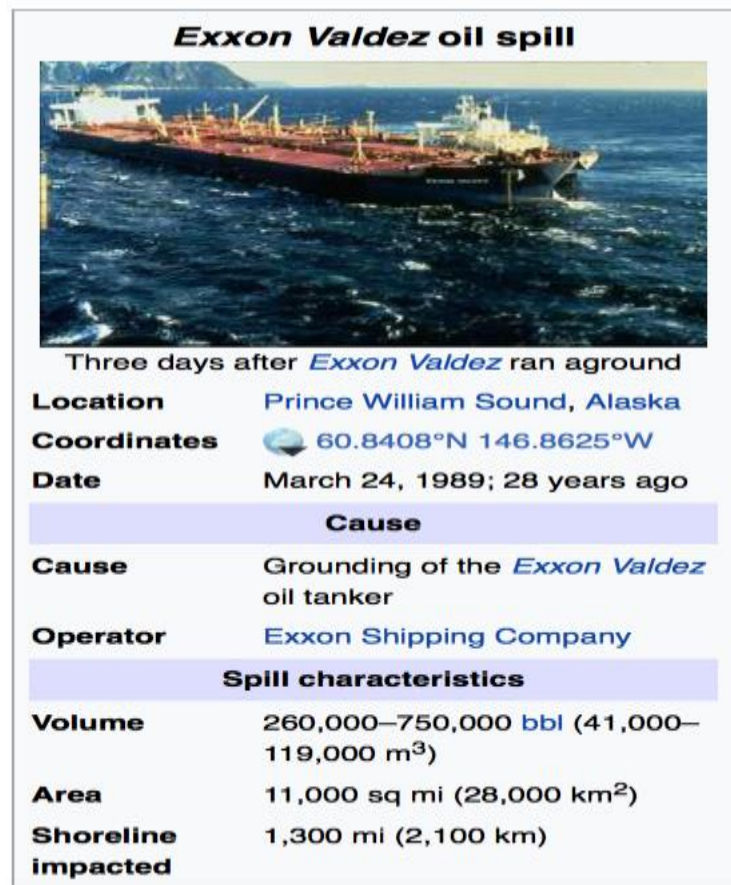 Exxon Valdez oil spill
EXXON VALDEZ
Three days after Exxon Valdez ran aground
Location Prince William Sound, Alaska
Coordinates 60.8408°N 146.8625°W
Date March 24, 1989; 28 years ago
Cause
Cause Grounding of the Exxon Valdez
oil tanker
Operator Exxon Shipping Company
Spill characteristics
Volume 260,000–750,000 bbl (41,000–
119,000 m³)
Area 11,000 sq mi (28,000 km²)
Shoreline 1,300 mi (2,100 km)
impacted